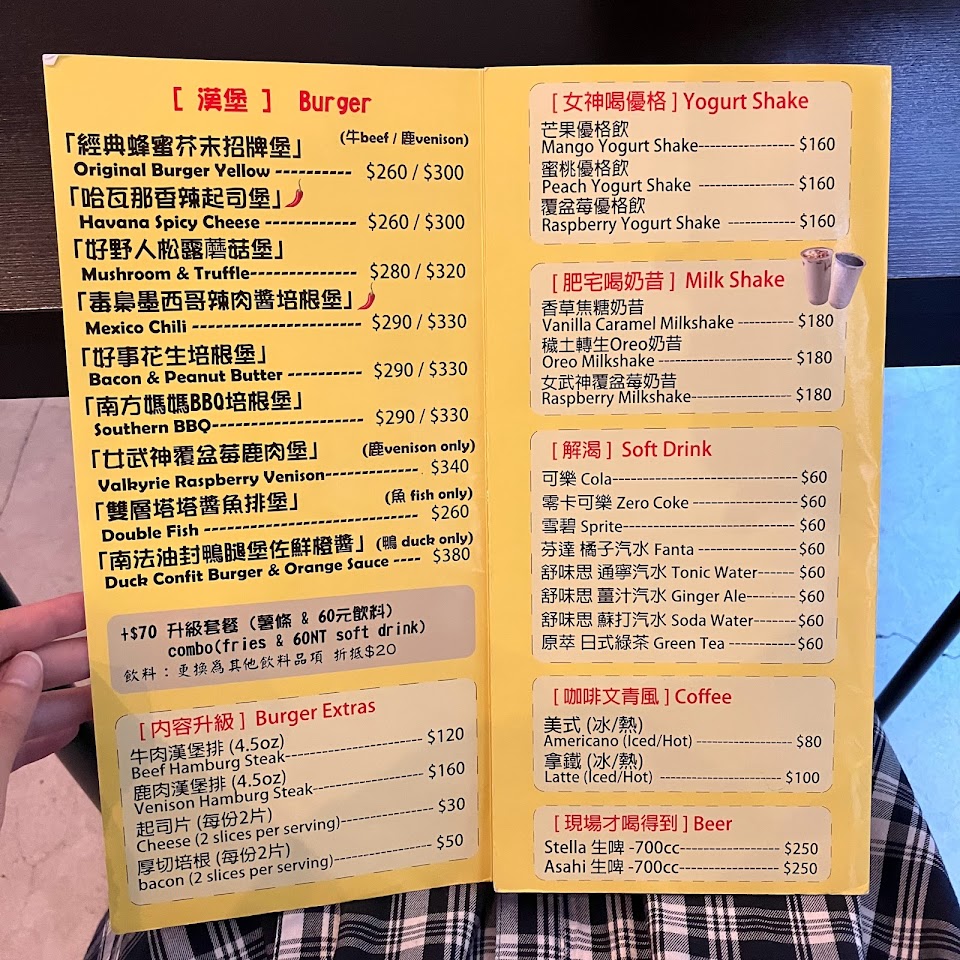 [ 漢堡 ] Burger
「經典蜂蜜芥末招牌堡」 (牛beef / 鹿venison)
Original Burger Yellow ---------- $260 / $300
「哈瓦那香辣起司堡」
Havana Spicy Cheese ---------- $260 / $300
「好野人松露蘑菇堡」
Mushroom & Truffle-------------- $280 / $320
「毒梟墨西哥辣肉醬培根堡」
Mexico Chili ---------------------- $290 / $330
「好事花生培根堡」
Bacon & Peanut Butter ---------- $290 / $330
「南方媽媽BBQ培根堡」
Southern BBQ-------------------- $290 / $330
「女武神覆盆莓鹿肉堡」 (鹿venison only)
Valkyrie Raspberry Venison------------ $340
「雙層塔塔醬魚排堡」 (魚 fish only)
Double Fish ---------------------------- $260
「南法油封鴨腿堡佐鮮橙醬」(鴨 duck only)
Duck Confit Burger & Orange Sauce ---- $380
+$70 升級套餐 (薯條 & 60元飲料)
combo(fries & 60NT soft drink)
飲料：更換為其他飲料品項 折抵$20
[ 內容升級 ] Burger Extras
牛肉漢堡排 (4.5oz)
Beef Hamburg Steak-------------------- $120
鹿肉漢堡排 (4.5oz)
Venison Hamburg Steak---------------- $160
起司片 (每份2片)
Cheese (2 slices per serving)-------------- $30
厚切培根 (每份2片)
bacon (2 slices per serving)--------------- $50
[ 女神喝優格 ] Yogurt Shake
芒果優格飲
Mango Yogurt Shake----------------- $160
蜜桃優格飲
Peach Yogurt Shake ----------------- $160
覆盆莓優格飲
Raspberry Yogurt Shake ------------ $160
[ 肥宅喝奶昔 ] Milk Shake
香草焦糖奶昔
Vanilla Caramel Milkshake ---------- $180
穢土轉生Oreo奶昔
Oreo Milkshake ------------------------ $180
女武神覆盆莓奶昔
Raspberry Milkshake------------------ $180
[ 解渴 ] Soft Drink
可樂 Cola-------------------------------- $60
零卡可樂 Zero Coke ------------------- $60
雪碧 Sprite------------------------------ $60
芬達 橘子汽水 Fanta ------------------ $60
舒味思 通寧汽水 Tonic Water------- $60
舒味思 薑汁汽水 Ginger Ale--------- $60
舒味思 蘇打汽水 Soda Water-------- $60
原萃 日式綠茶 Green Tea ------------ $60
[ 咖啡文青風 ] Coffee
美式 (冰/熱)
Americano (Iced/Hot) ----------------- $80
拿鐵 (冰/熱)
Latte (Iced/Hot) ----------------------- $100
[ 現場才喝得到 ] Beer
Stella 生啤 -700cc------------------ $250
Asahi 生啤 -700cc------------------ $250